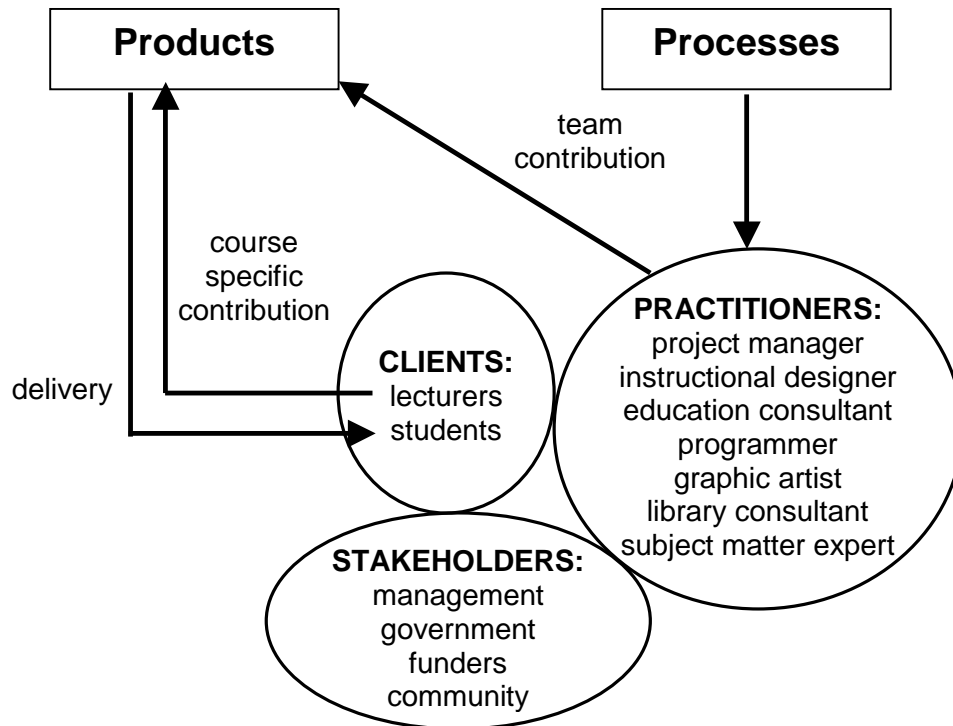 Products
Processes
team
contribution
course
specific
contribution
delivery
CLIENTS:
lecturers
students
PRACTITIONERS:
project manager
instructional designer
education consultant
programmer
graphic artist
library consultant
subject matter expert
STAKEHOLDERS:
management
government
funders
community